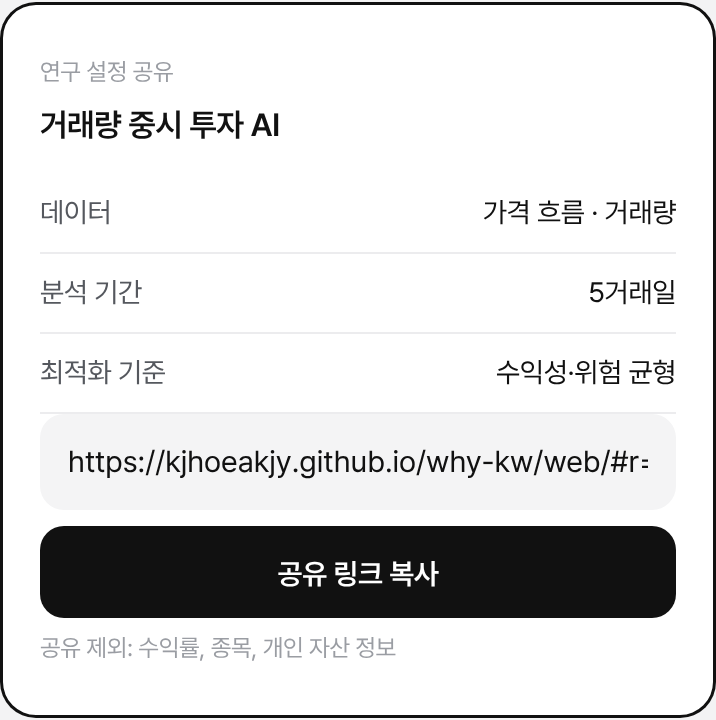 연구 설정 공유
거래량 중시 투자 AI
데이터 가격 흐름 · 거래량
분석 기간 5거래일
최적화 기준 수익성·위험 균형
https://kjhoeakjy.github.io/why-kw/web/#r=
공유 링크 복사
공유 제외: 수익률, 종목, 개인 자산 정보